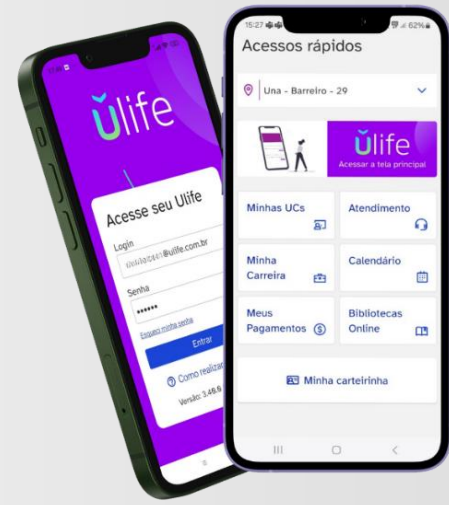 Ulife
Acesse seu Ulife
Login
@ulife.com.br
Senha
••••••
Esqueci minha senha
Entrar
Como realizar
Versão: 3.46.6
15:27
62%
Acessos rápidos
Una - Barreiro - 29
Ulife
Acessar a tela principal
Minhas UCs
Atendimento
Minha
Carreira
Calendário
Meus
Pagamentos
Bibliotecas
Online
Minha carteirinha